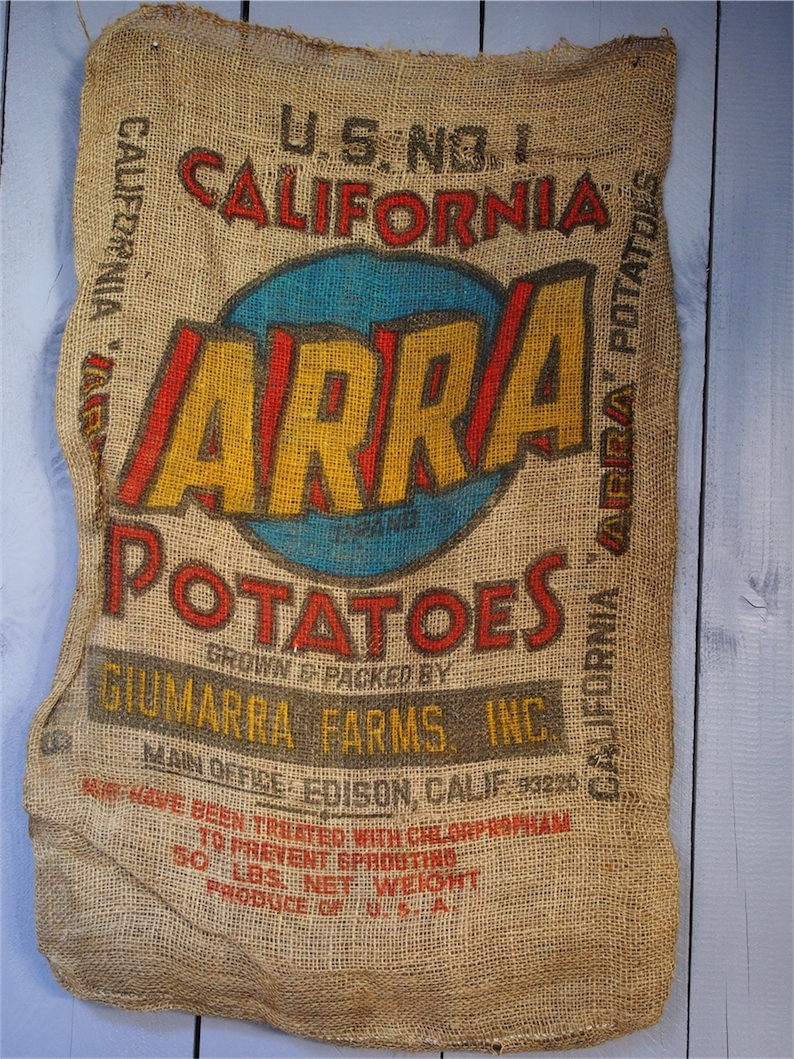 U.S. NO. 1
CALIFORNIA
ARRA
BRAND
POTATOES
GROWN & PACKED BY
GIUMARRA FARMS, INC.
MAIN OFFICE- EDISON, CALIF. 93220
MAY HAVE BEEN TREATED WITH CHLORPROPHAM
TO PREVENT SPROUTING
50 LBS. NET WEIGHT
PRODUCE OF U.S.A.
CALIFORNIA "ARRA
CALIFORNIA "ARRA" POTATOES